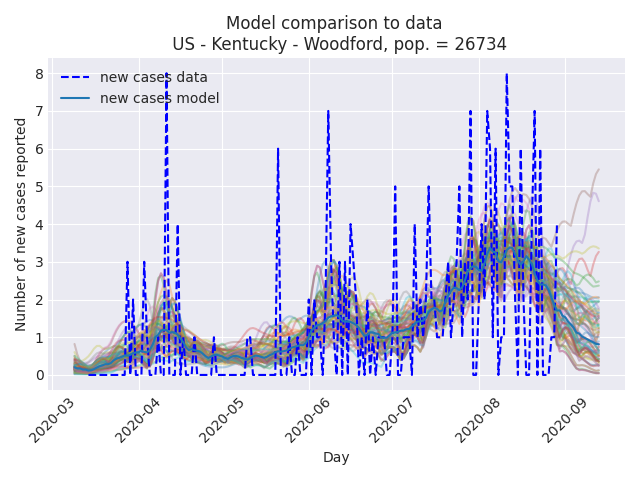 Model comparison to data
US - Kentucky - Woodford, pop. = 26734
Number of new cases reported
8
7
6
5
4
3
2
1
0
new cases data
new cases model
2020-03
2020-04
2020-05
2020-06
2020-07
2020-08
2020-09
Day